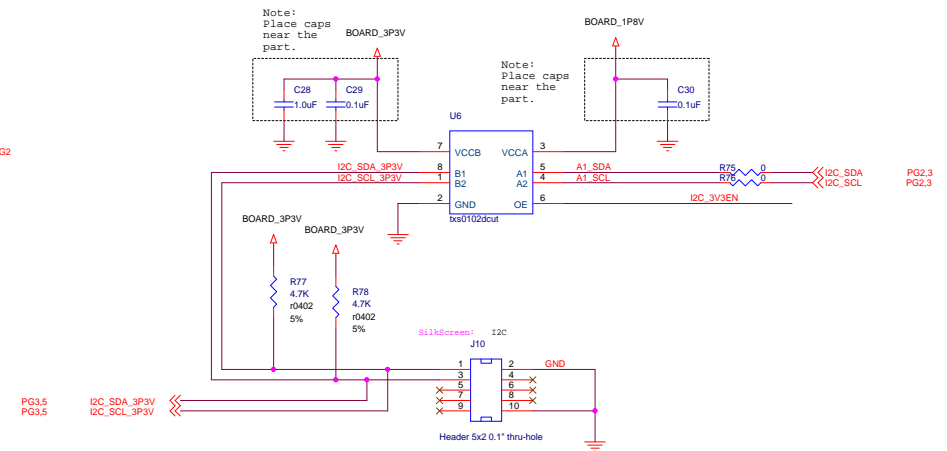 Note:
Place caps
near the
part.
BOARD_3P3V
BOARD_1P8V
Note:
Place caps
near the
part.
C28
1.0uF
C29
0.1uF
C30
0.1uF
U6
G2
7
VCCB
VCCA
3
I2C_SDA_3P3V
8
B1
A1
5
A1_SDA
R75
0
I2C_SDA
PG2,3
I2C_SCL_3P3V
1
B2
A2
4
A1_SCL
R76
0
I2C_SCL
PG2,3
2
GND
OE
6
I2C_3V3EN
txs0102dcut
BOARD_3P3V
BOARD_3P3V
R77
4.7K
r0402
5%
R78
4.7K
r0402
5%
SilkScreen: I2C
J10
1
2
GND
3
4
5
6
7
8
9
10
PG3,5
I2C_SDA_3P3V
PG3,5
I2C_SCL_3P3V
Header 5x2 0.1" thru-hole